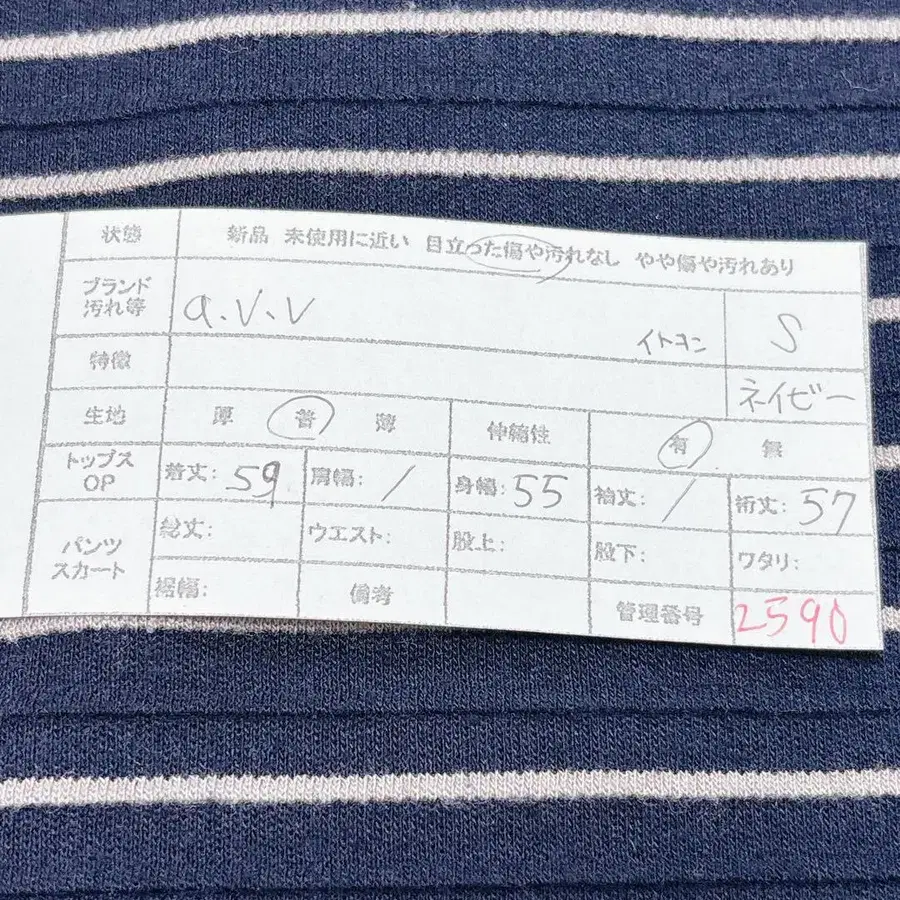 状態 新品 未使用に近い 目立った傷や汚れなし やや傷や汚れあり
ブランド 汚れ等 a.v.v イトヨン S
特徴 ネイビー
生地 厚 普 薄 伸縮性 有 無
トップス OP 着丈: 59 肩幅: / 身幅: 55 袖丈: / 裄丈: 57
パンツ スカート 総丈: ウエスト: 股上: 股下: ワタリ:
裾幅: 備考 管理番号 2590